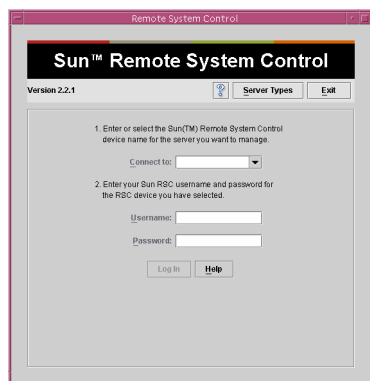 Remote System Control
Sun™ Remote System Control
Version 2.2.1
Server Types
Exit
1. Enter or select the Sun(TM) Remote System Control
device name for the server you want to manage.
Connect to:
2. Enter your Sun RSC username and password for
the RSC device you have selected.
Username:
Password:
Log In
Help